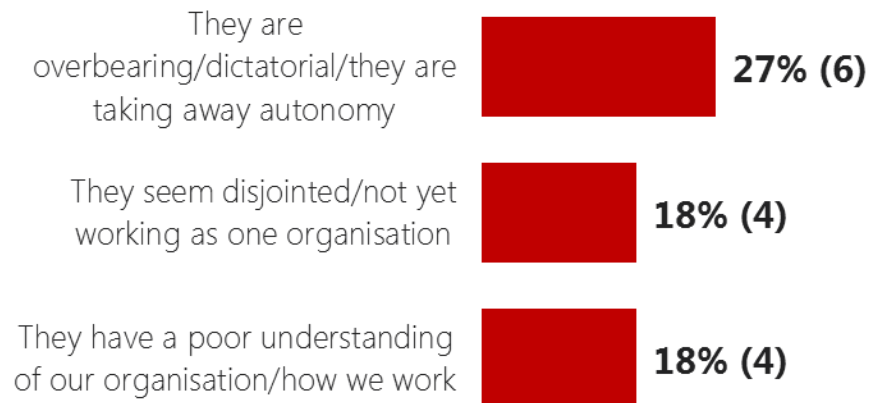 They are
overbearing/dictatorial/they are
taking away autonomy
27% (6)
They seem disjointed/not yet
working as one organisation
18% (4)
They have a poor understanding
of our organisation/how we work
18% (4)